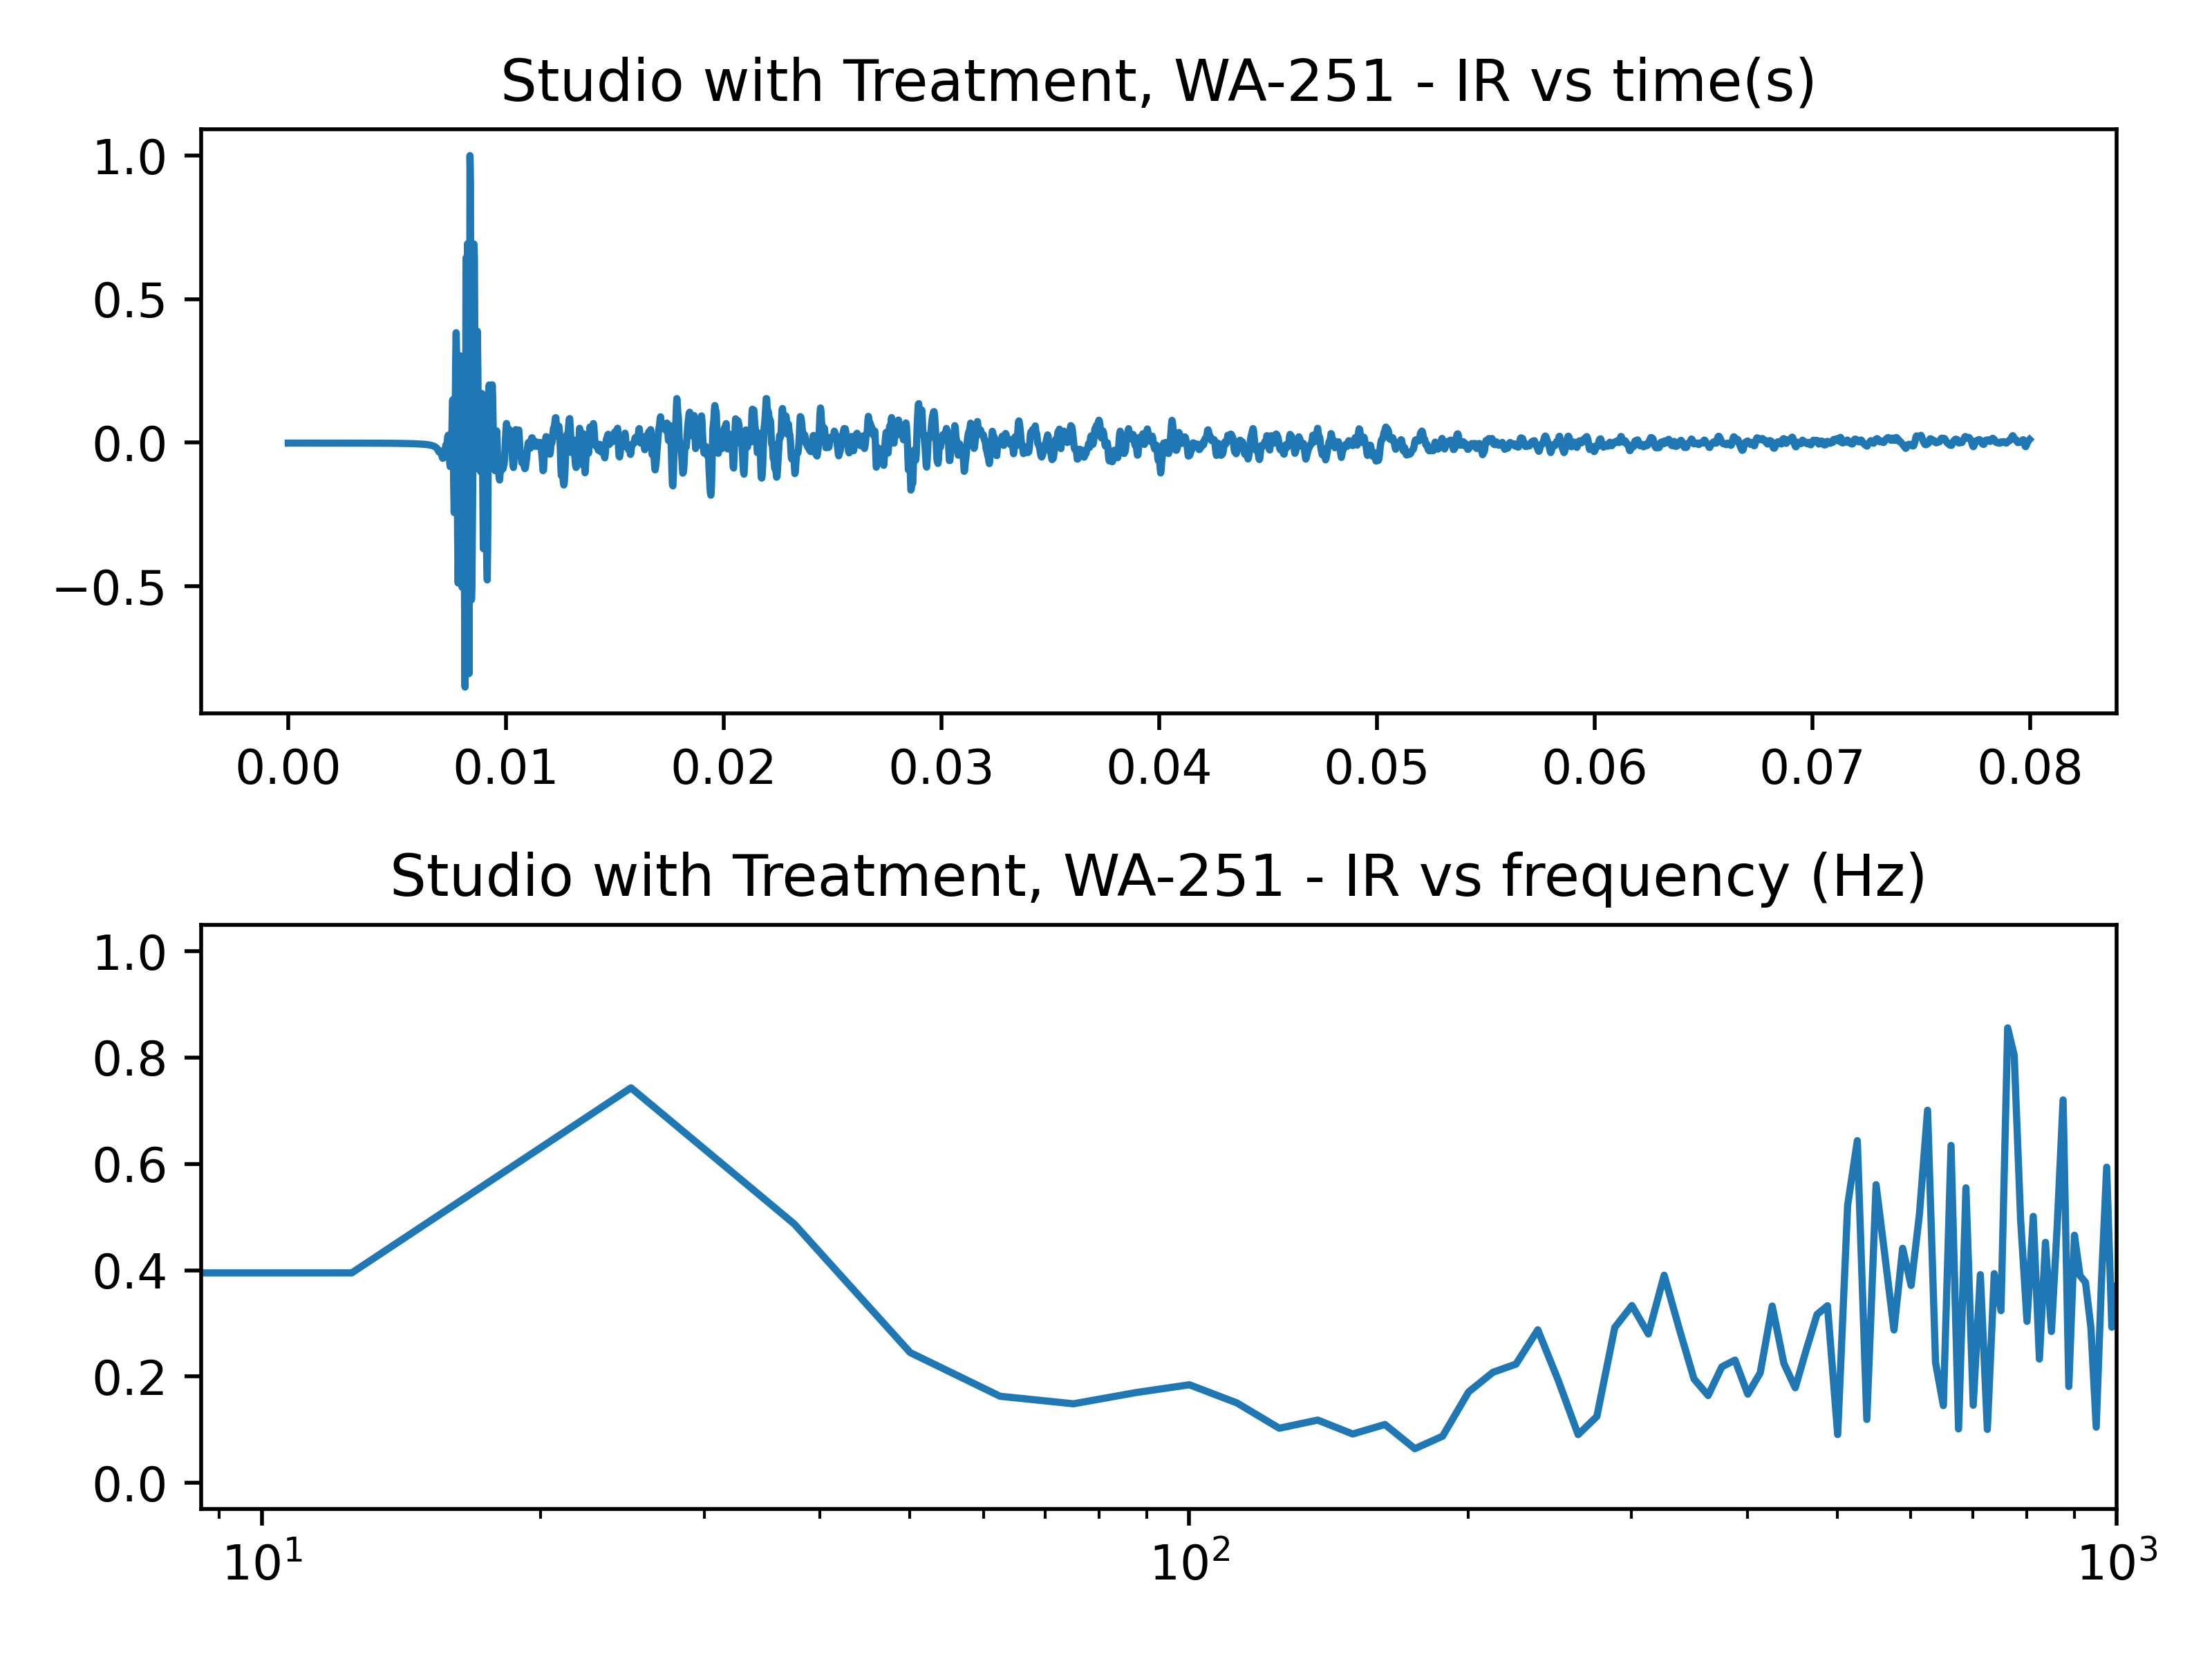 Studio with Treatment, WA-251 - IR vs time(s)
1.0
0.5
0.0
−0.5
0.00 0.01 0.02 0.03 0.04 0.05 0.06 0.07 0.08
Studio with Treatment, WA-251 - IR vs frequency (Hz)
1.0
0.8
0.6
0.4
0.2
0.0
10¹ 10² 10³